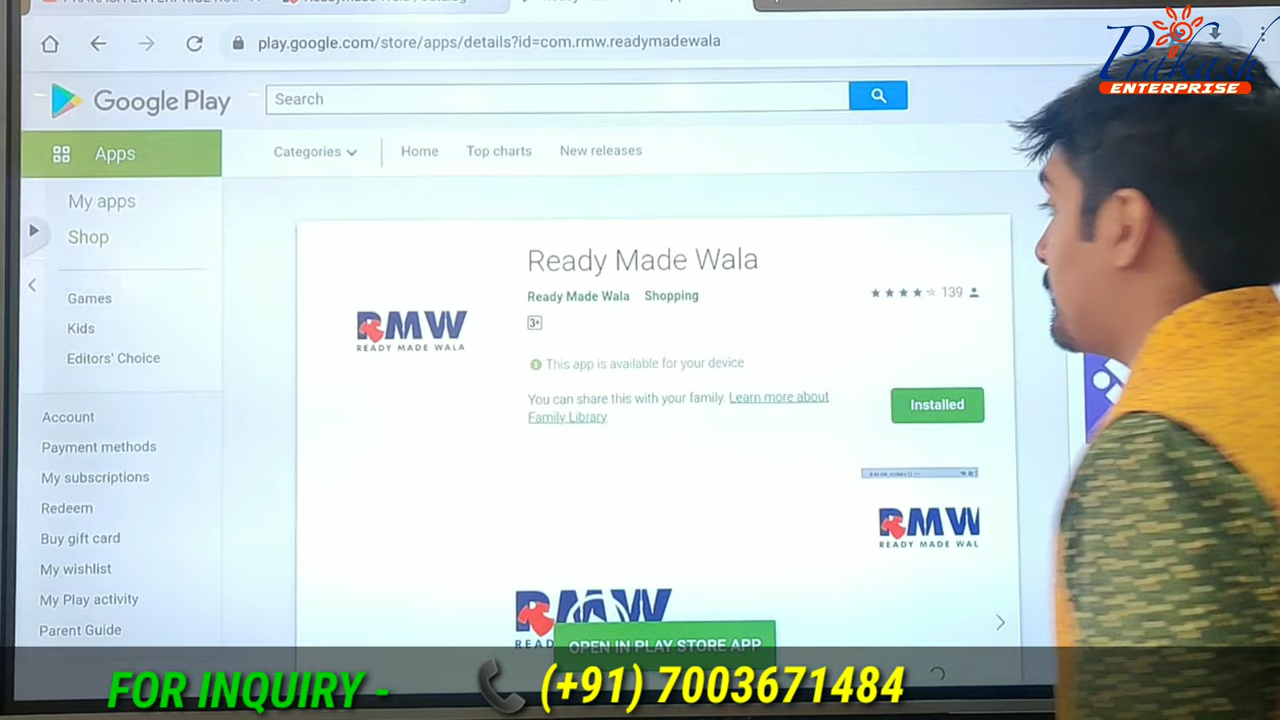 Prakash
ENTERPRISE
play.google.com/store/apps/details?id=com.rmw.readymadewala
Google Play
Search
Apps
Categories
Home
Top charts
New releases
My apps
Shop
Games
Kids
Editors' Choice
Account
Payment methods
My subscriptions
Redeem
Buy gift card
My wishlist
My Play activity
Parent Guide
RMW
READY MADE WALA
Ready Made Wala
Ready Made Wala Shopping
139
3+
This app is available for your device
You can share this with your family. Learn more about
Family Library
Installed
RMW
READY MADE WAL
RMW
READ
OPEN IN PLAY STORE APP
FOR INQUIRY - (+91) 7003671484